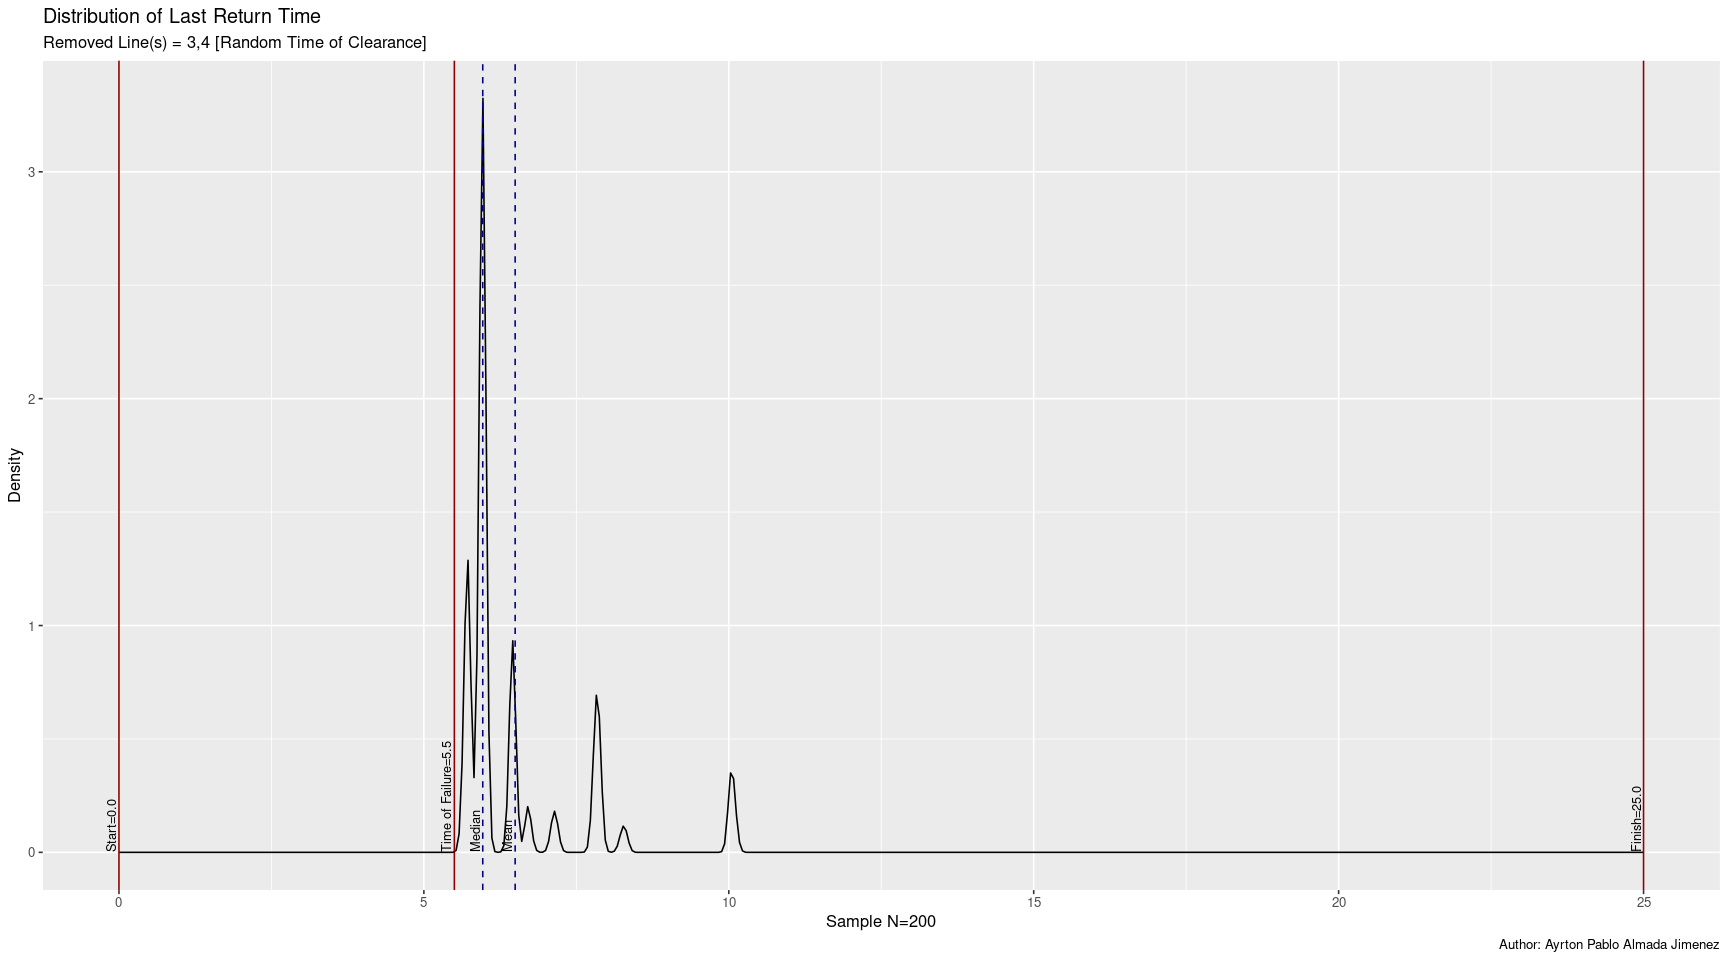 Distribution of Last Return Time
Removed Line(s) = 3,4 [Random Time of Clearance]
Density
3
2
1
0
Start=0.0
Time of Failure=5.5
Median
Mean
Finish=25.0
0
5
10
15
20
25
Sample N=200
Author: Ayrton Pablo Almada Jimenez